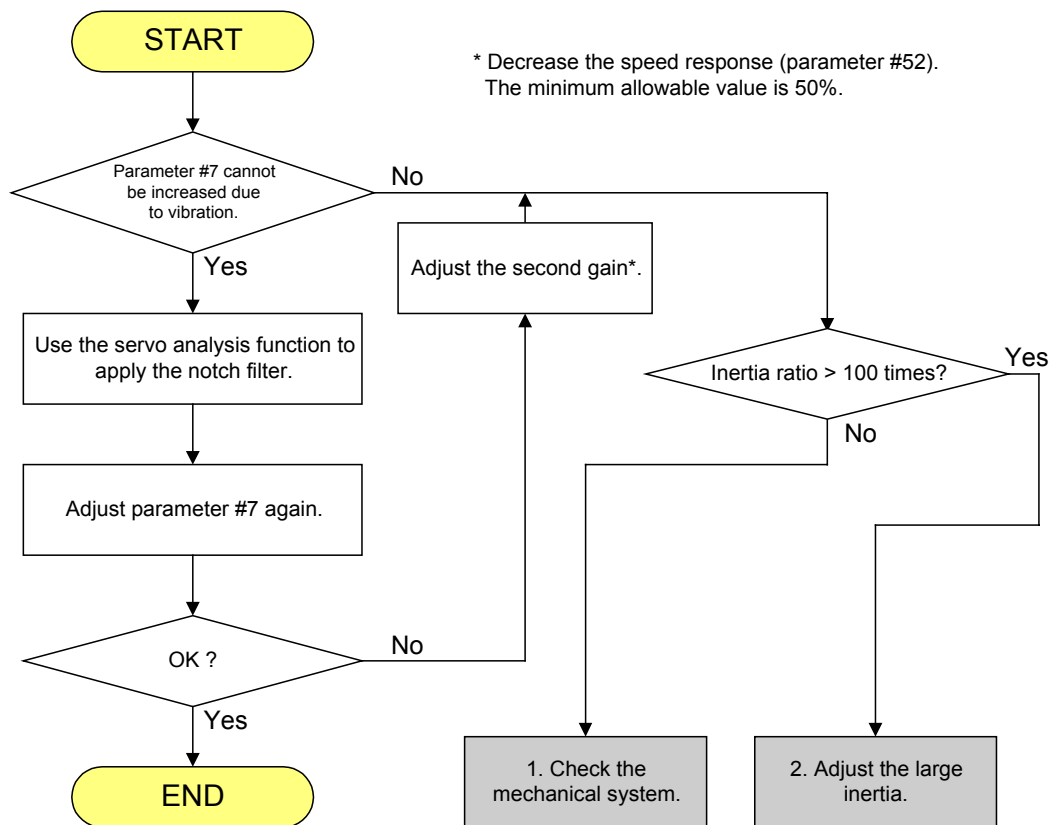 START
* Decrease the speed response (parameter #52).
The minimum allowable value is 50%.
Parameter #7 cannot
be increased due
to vibration.
No
Yes
Adjust the second gain*.
Use the servo analysis function to
apply the notch filter.
Inertia ratio > 100 times?
Yes
No
Adjust parameter #7 again.
OK ?
No
Yes
END
1. Check the
mechanical system.
2. Adjust the large
inertia.